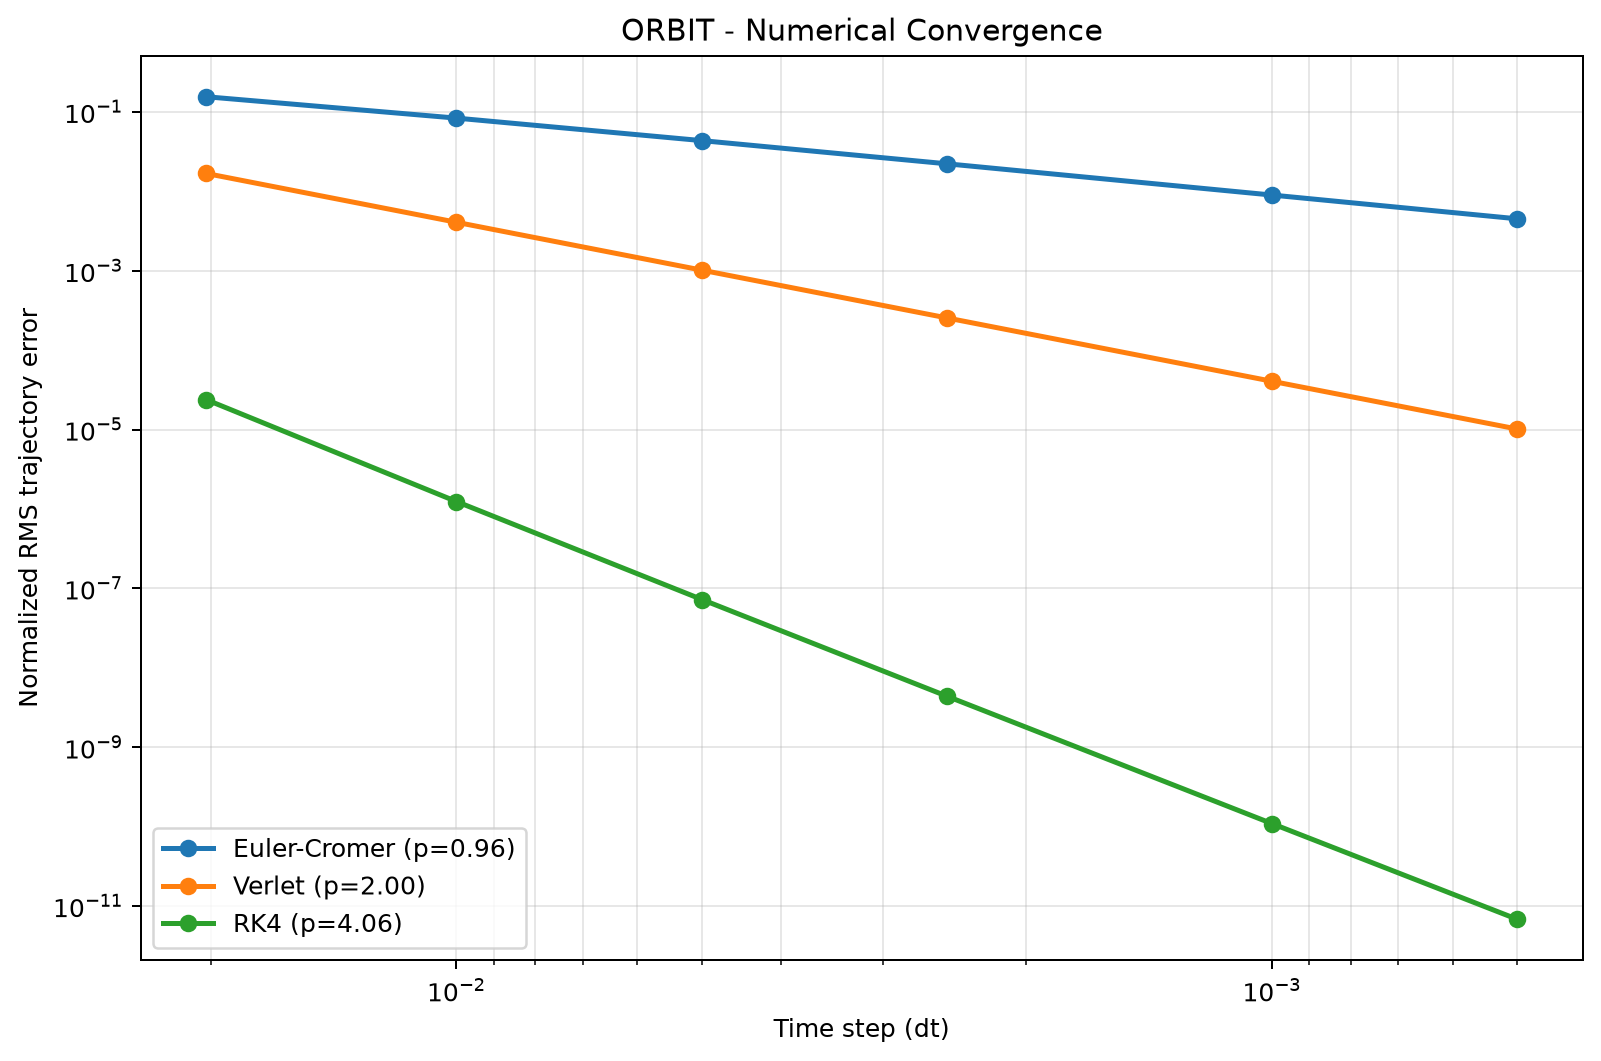 ORBIT - Numerical Convergence
Normalized RMS trajectory error
10⁻¹
10⁻³
10⁻⁵
10⁻⁷
10⁻⁹
10⁻¹¹
Euler-Cromer (p=0.96)
Verlet (p=2.00)
RK4 (p=4.06)
10⁻² 10⁻³
Time step (dt)